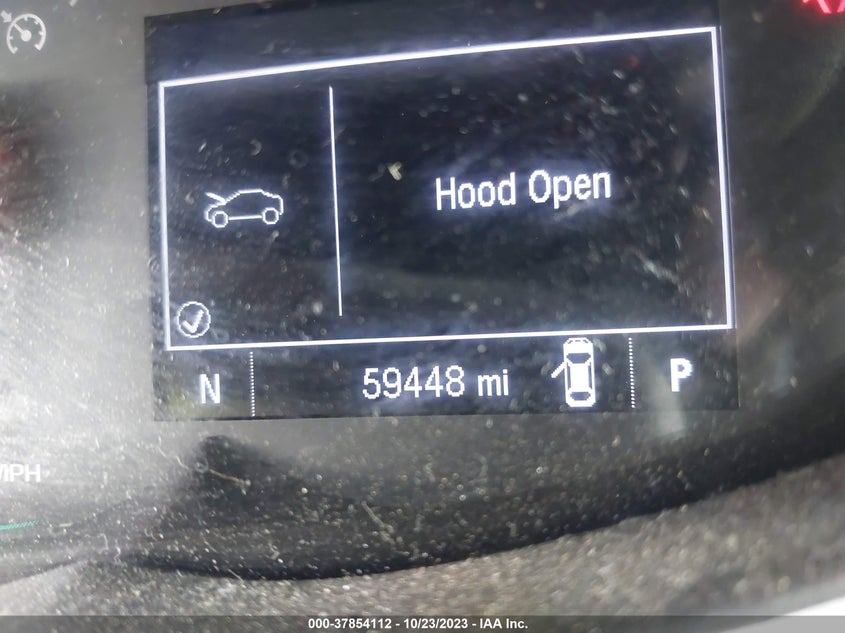 Hood Open
N 59448 mi P
MPH
000-37854112 - 10/23/2023 - IAA Inc.